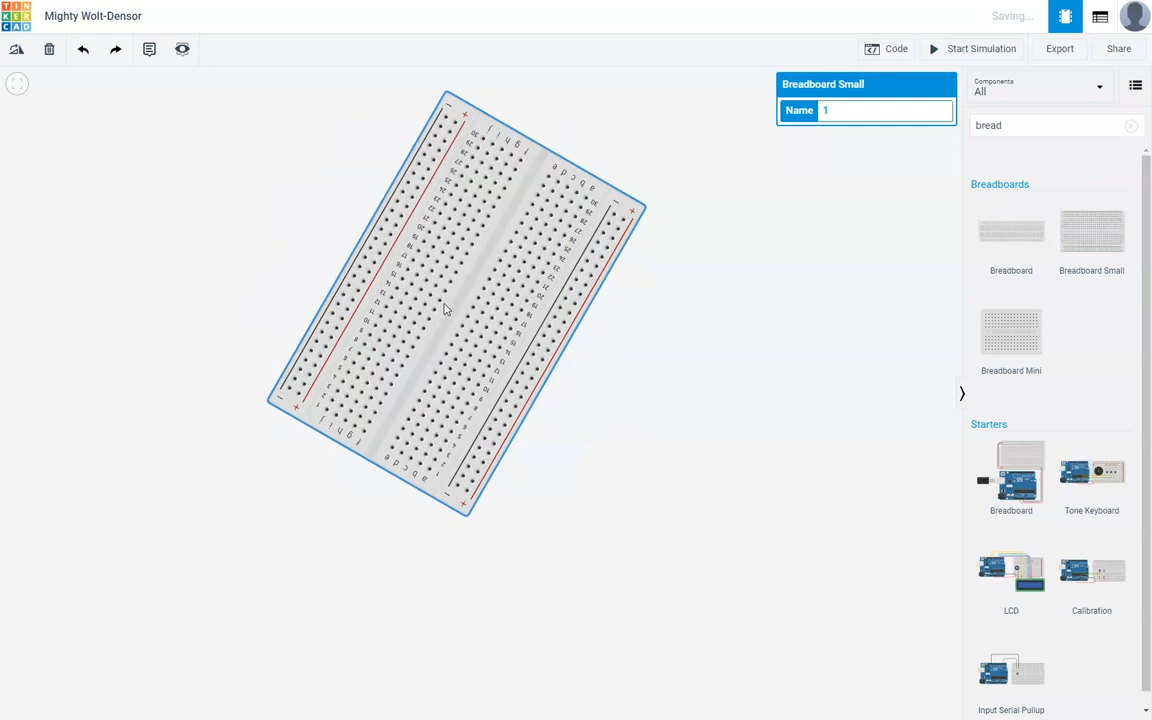 TIN
KER
CAD
Mighty Wolt-Densor
Saving...
Code
Start Simulation
Export
Share
Breadboard Small
Name 1
Components
All
bread
Breadboards
Breadboard
Breadboard Small
Breadboard Mini
Starters
Breadboard
Tone Keyboard
LCD
Calibration
Input Serial Pullup